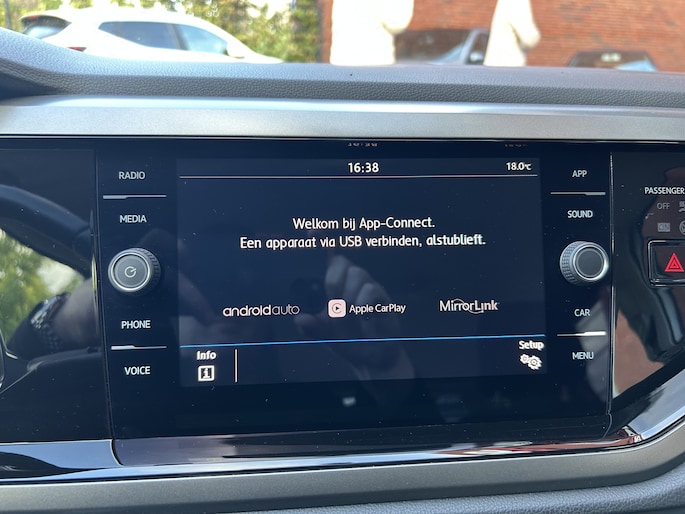 16:38
18.0°C
RADIO
MEDIA
PHONE
VOICE
Welkom bij App-Connect.
Een apparaat via USB verbinden, alstublieft.
androidauto
Apple CarPlay
MirrorLink
Info
Setup
APP
SOUND
CAR
MENU
PASSENGER
OFF